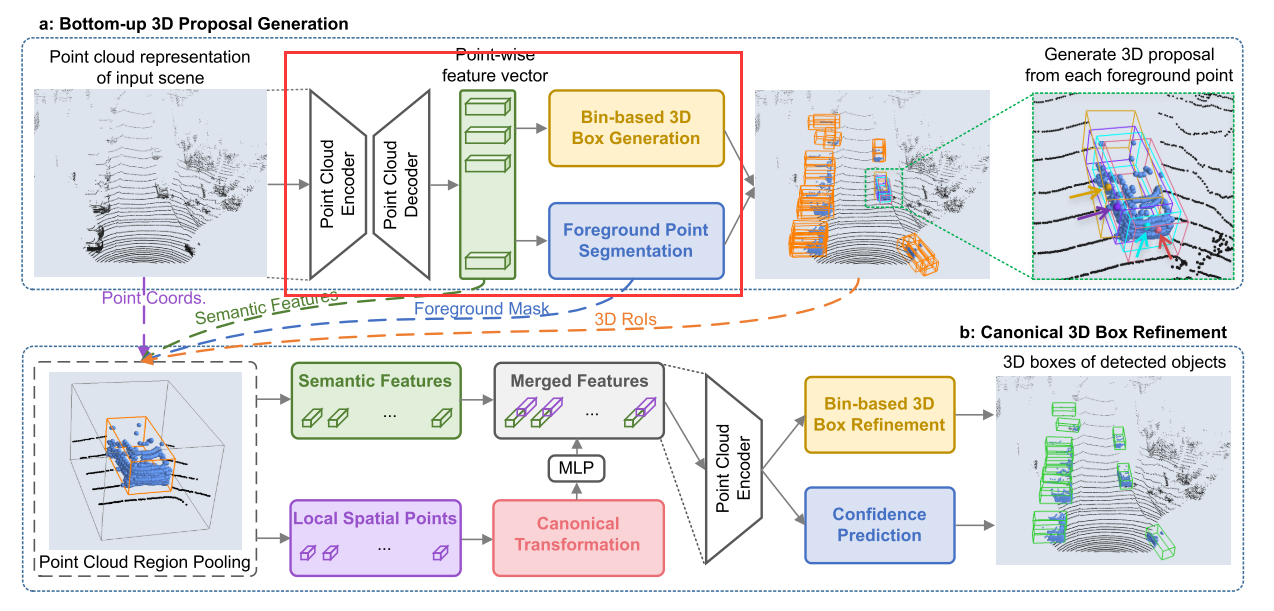 a: Bottom-up 3D Proposal Generation
Point cloud representation
of input scene
Point Cloud
Encoder
Point Cloud
Decoder
Point-wise
feature vector
Bin-based 3D
Box Generation
Foreground Point
Segmentation
Generate 3D proposal
from each foreground point
Point Coords.
Semantic Features
Foreground Mask
3D RoIs
b: Canonical 3D Box Refinement
Point Cloud Region Pooling
Semantic Features
...
Local Spatial Points
...
Merged Features
...
MLP
Canonical
Transformation
Point Cloud
Encoder
Bin-based 3D
Box Refinement
Confidence
Prediction
3D boxes of detected objects